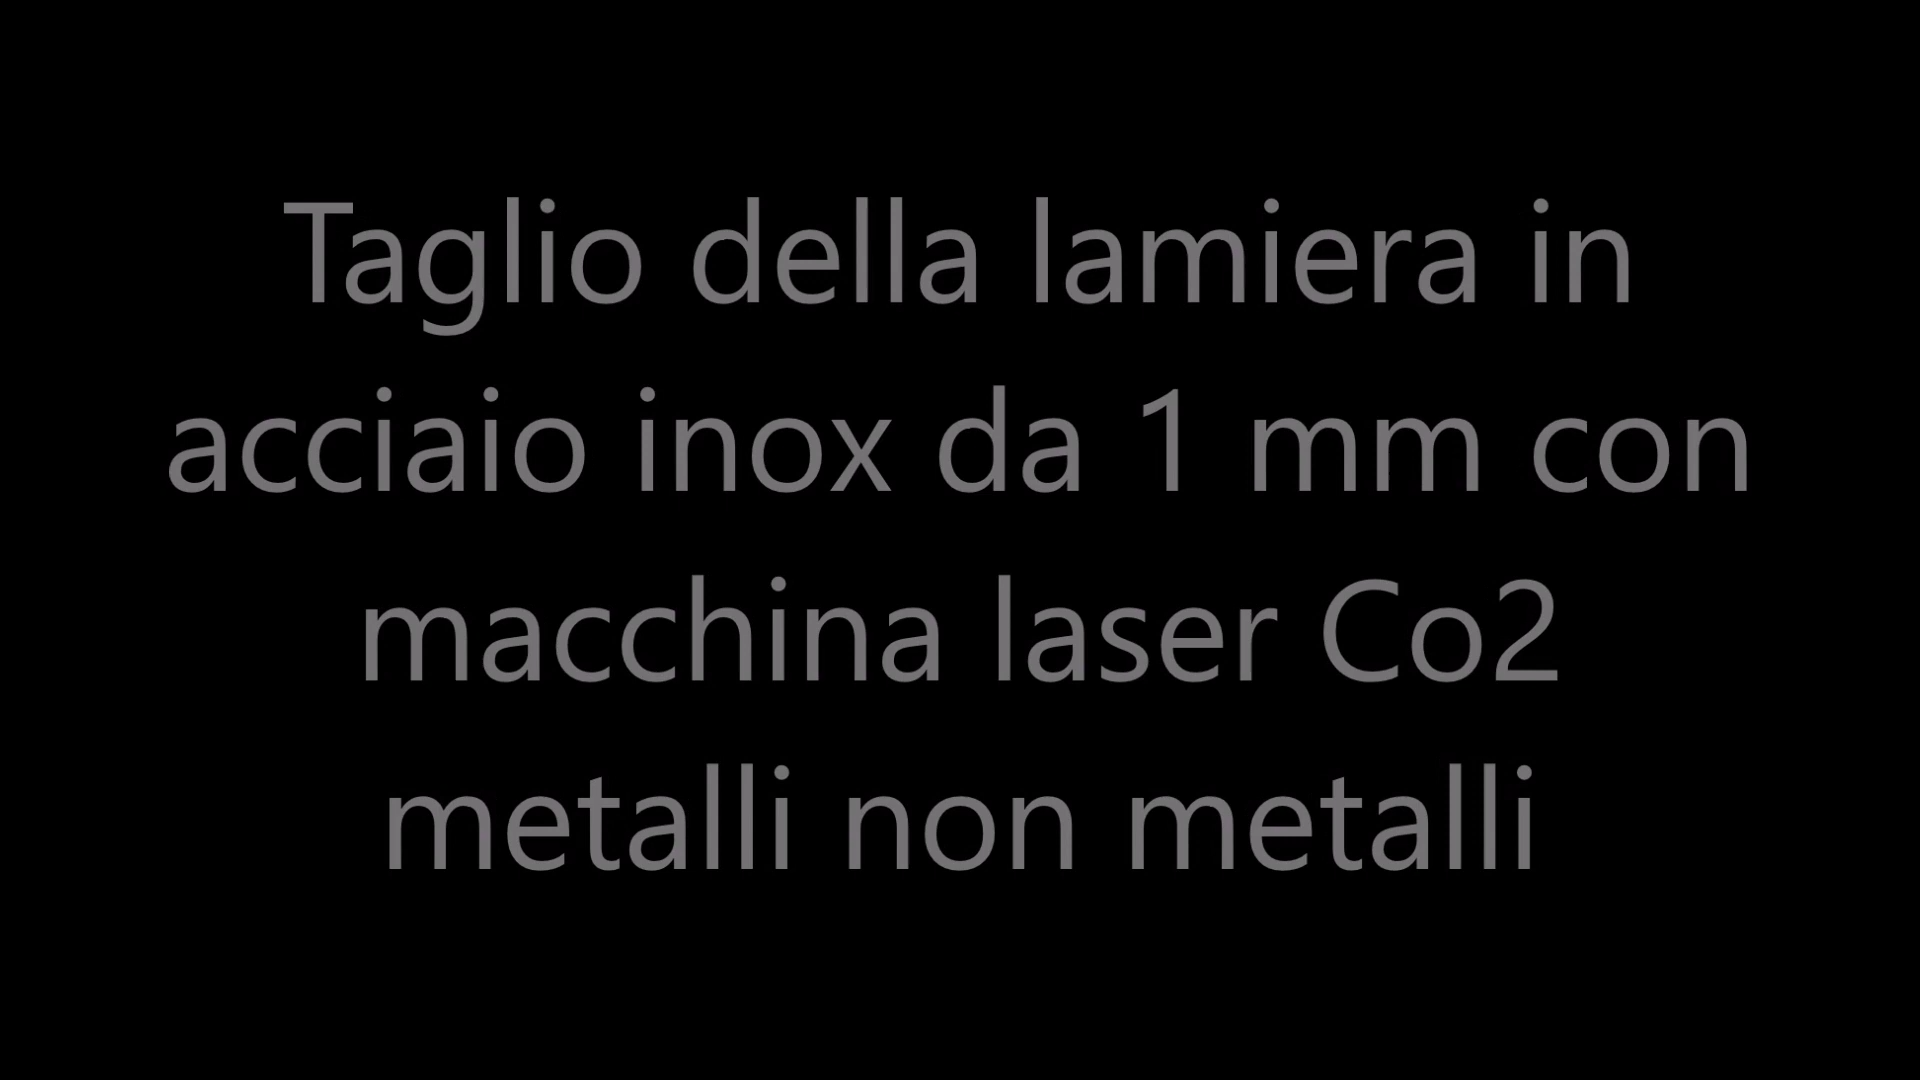 Taglio della lamiera in
acciaio inox da 1 mm con
macchina laser Co2
metalli non metalli